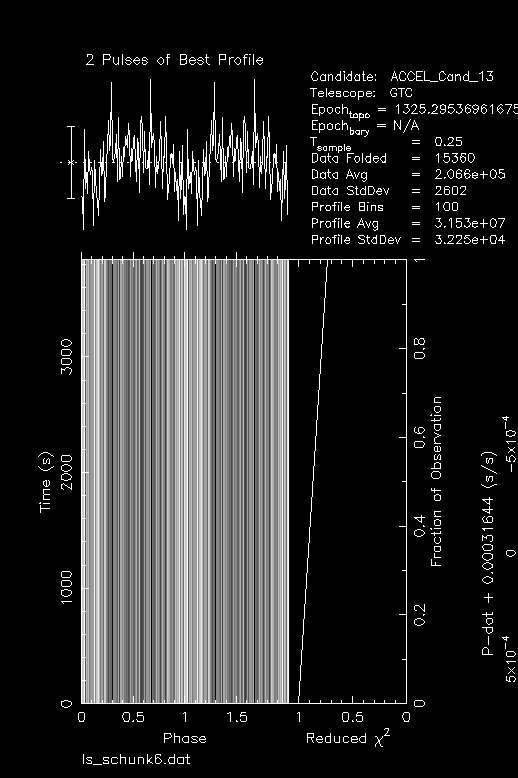 2 Pulses of Best Profile
Candidate: ACCEL_Cand_13
Telescope: GTC
Epoch_topo = 1325.29536961675
Epoch_bary = N/A
T_sample = 0.25
Data Folded = 15360
Data Avg = 2.066e+05
Data StdDev = 2602
Profile Bins = 100
Profile Avg = 3.153e+07
Profile StdDev = 3.225e+04
Time (s)
0 1000 2000 3000
0 0.5 1 1.5
Phase
1 0.5 0
Reduced χ²
0 0.2 0.4 0.6 0.8 1
Fraction of Observation
P-dot + 0.00031644 (s/s)
5×10⁻⁴ 0 -5×10⁻⁴
ls_schunk6.dat